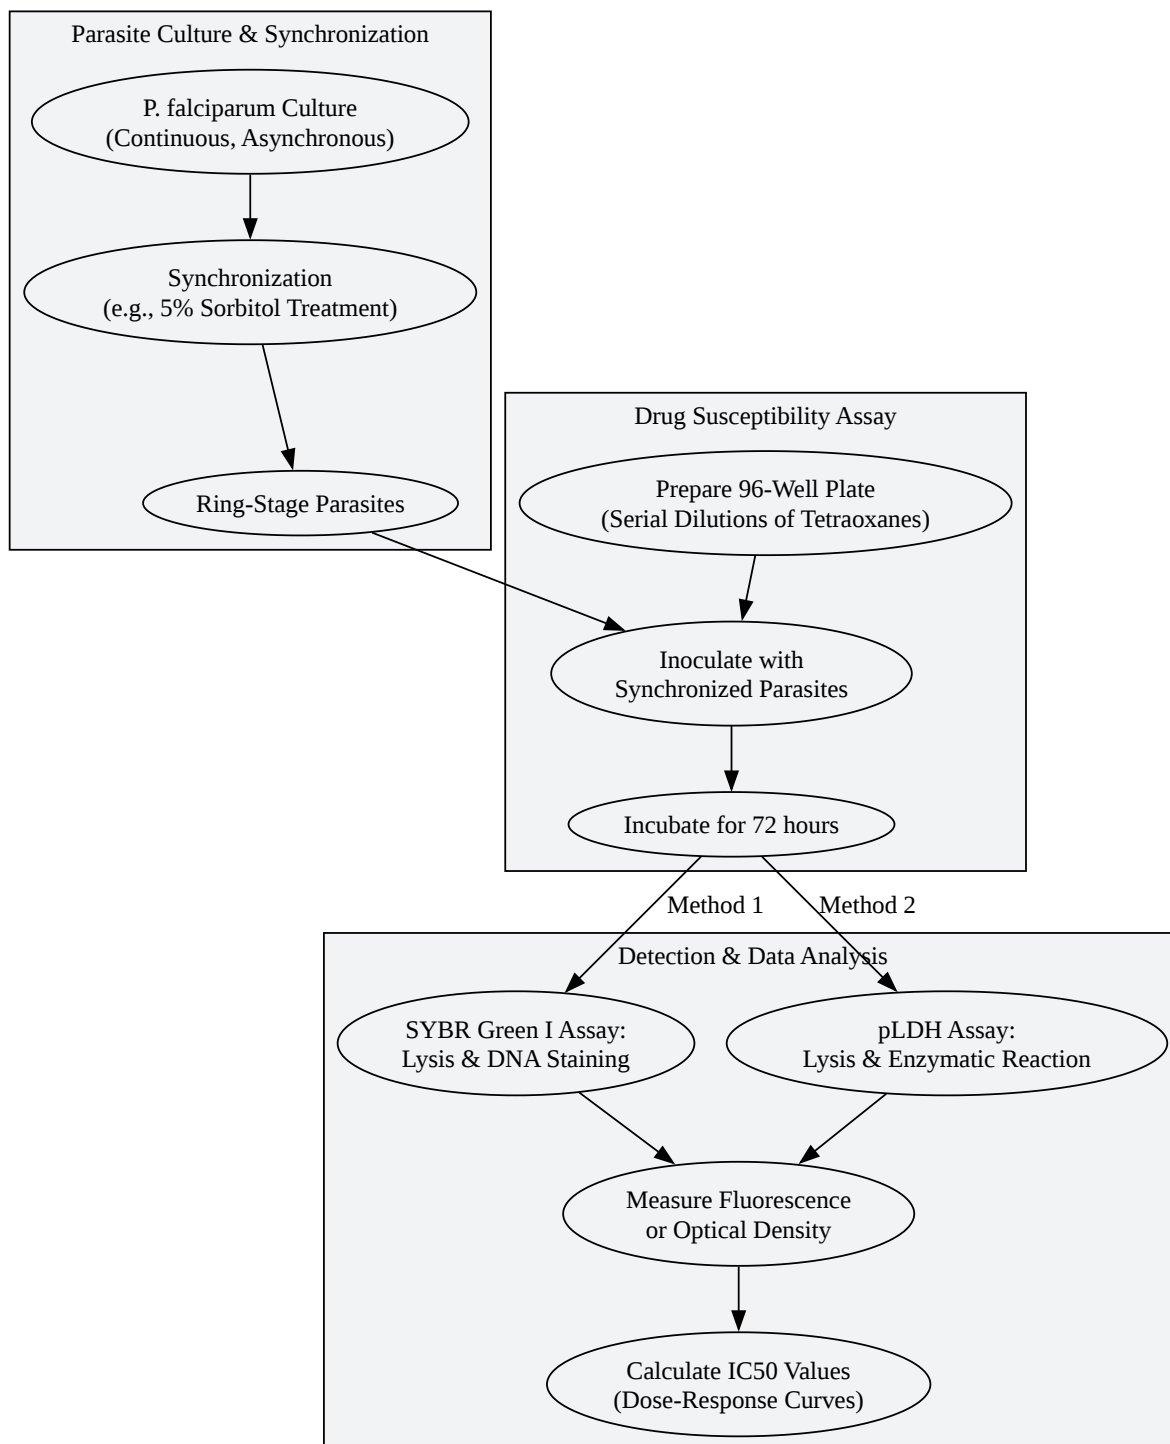 Parasite Culture & Synchronization
P. falciparum Culture
(Continuous, Asynchronous)
Synchronization
(e.g., 5% Sorbitol Treatment)
Ring-Stage Parasites
Drug Susceptibility Assay
Prepare 96-Well Plate
(Serial Dilutions of Tetraoxanes)
Inoculate with
Synchronized Parasites
Incubate for 72 hours
Method 1
Method 2
Detection & Data Analysis
SYBR Green I Assay:
Lysis & DNA Staining
pLDH Assay:
Lysis & Enzymatic Reaction
Measure Fluorescence
or Optical Density
Calculate IC50 Values
(Dose-Response Curves)